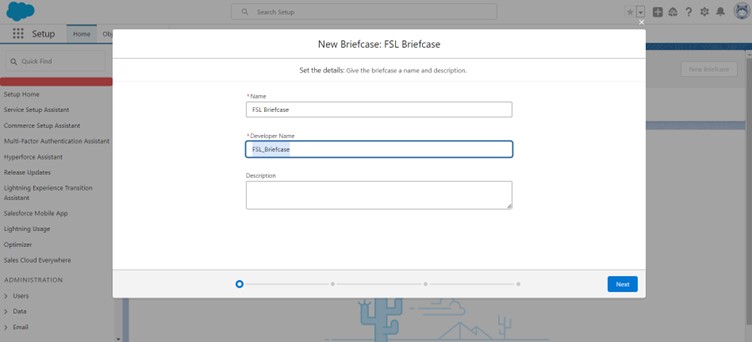 Search Setup
Setup
Home
Ob
Quick Find
New Briefcase
Setup Home
Service Setup Assistant
Commerce Setup Assistant
Multi-Factor Authentication Assistant
Hyperforce Assistant
Release Updates
Lightning Experience Transition
Assistant
Salesforce Mobile App
Lightning Usage
Optimizer
Sales Cloud Everywhere
ADMINISTRATION
Users
Data
Email
New Briefcase: FSL Briefcase
Set the details: Give the briefcase a name and description.
*Name
FSL Briefcase
*Developer Name
FSL_Briefcase
Description
Next